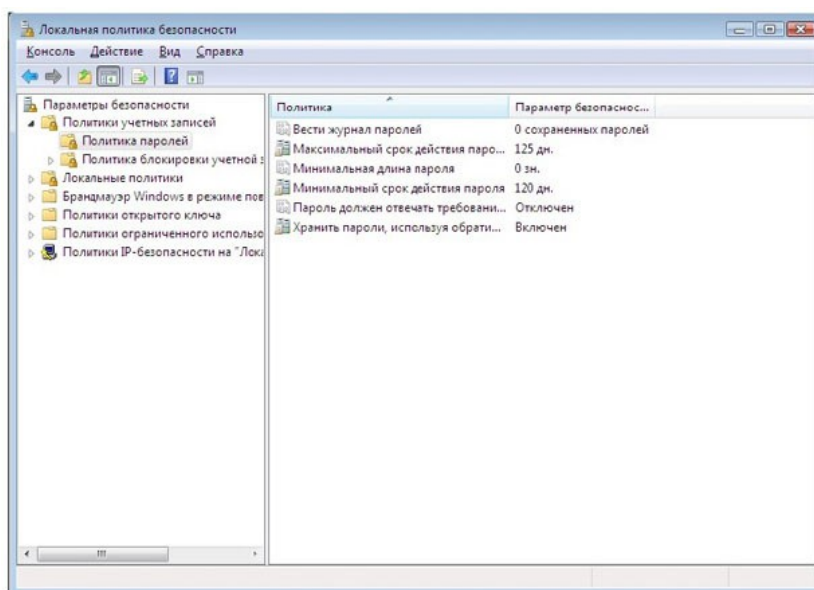 Локальная политика безопасности
Консоль Действие Вид Справка
Параметры безопасности
Политики учетных записей
Политика паролей
Политика блокировки учетной з
Локальные политики
Брандмауэр Windows в режиме пов
Политики открытого ключа
Политики ограниченного использо
Политики IP-безопасности на "Лока
Политика Параметр безопаснос...
Вести журнал паролей 0 сохраненных паролей
Максимальный срок действия паро... 125 дн.
Минимальная длина пароля 0 зн.
Минимальный срок действия пароля 120 дн.
Пароль должен отвечать требовани... Отключен
Хранить пароли, используя обрати... Включен